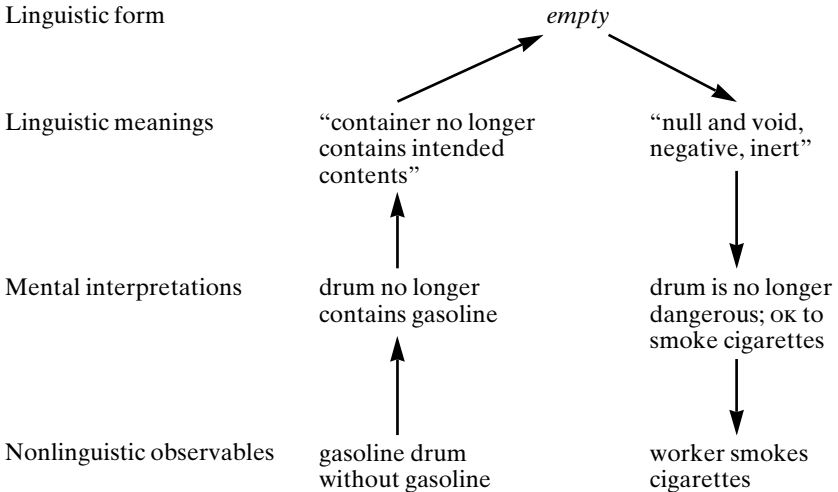 Linguistic form
empty
Linguistic meanings
“container no longer
contains intended
contents”
“null and void,
negative, inert”
Mental interpretations
drum no longer
contains gasoline
drum is no longer
dangerous; OK to
smoke cigarettes
Nonlinguistic observables
gasoline drum
without gasoline
worker smokes
cigarettes